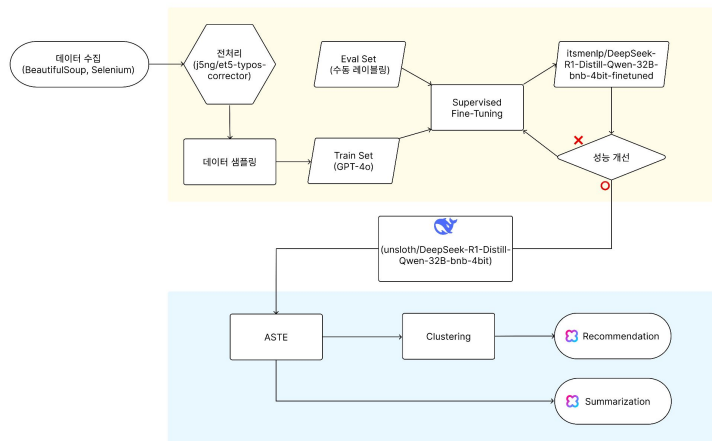 데이터 수집
(BeautifulSoup, Selenium)
전처리
(j5ng/et5-typos-
corrector)
데이터 샘플링
Eval Set
(수동 레이블링)
Train Set
(GPT-4o)
Supervised
Fine-Tuning
itsmenlp/DeepSeek-
R1-Distill-Qwen-32B-
bnb-4bit-finetuned
성능 개선
(unsloth/DeepSeek-R1-Distill-
Qwen-32B-bnb-4bit)
ASTE
Clustering
Recommendation
Summarization